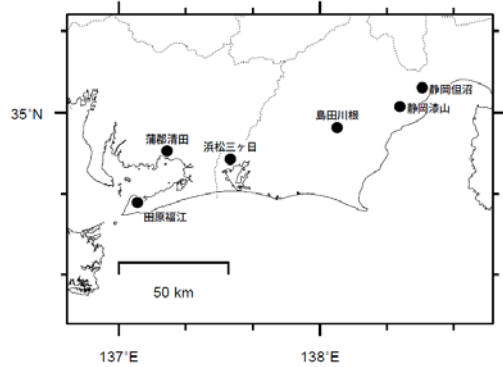 静岡但沼
35°N
静岡漆山
島田川根
蒲郡清田
浜松三ヶ日
田原福江
50 km
137°E
138°E